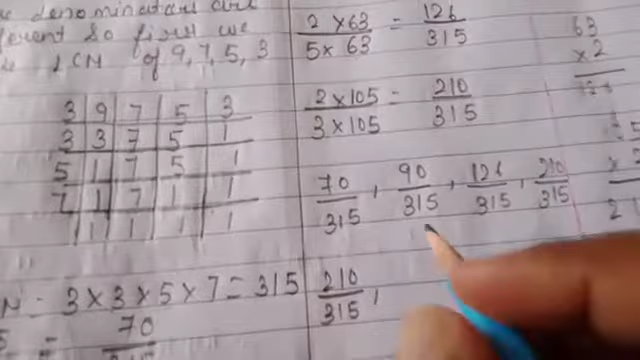 denominators are
so first we
LCM of 9, 7, 5, 3
3 9 7 5 3
3 3 7 5 1
5 1 7 5 1
7 1 7 1 1
1 1 1 1
3 × 3 × 5 × 7 = 315
= 70
2 × 63 / 5 × 63 = 126 / 315
2 × 105 / 3 × 105 = 210 / 315
70/315, 90/315, 126/315, 210/315
210/315,
63
× 2